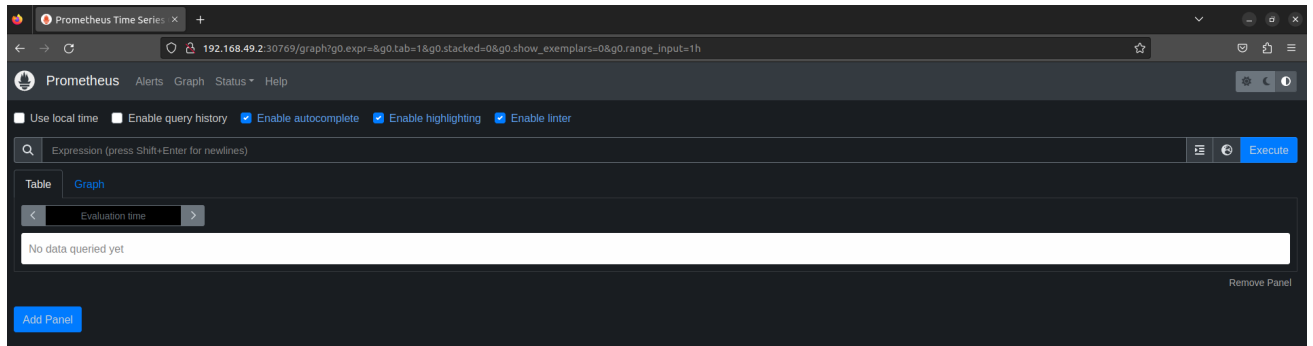 Prometheus Time Series
192.168.49.2:30769/graph?g0.expr=&g0.tab=1&g0.stacked=0&g0.show_exemplars=0&g0.range_input=1h
Prometheus Alerts Graph Status Help
Use local time Enable query history Enable autocomplete Enable highlighting Enable linter
Expression (press Shift+Enter for newlines) Execute
Table Graph
Evaluation time
No data queried yet
Remove Panel
Add Panel